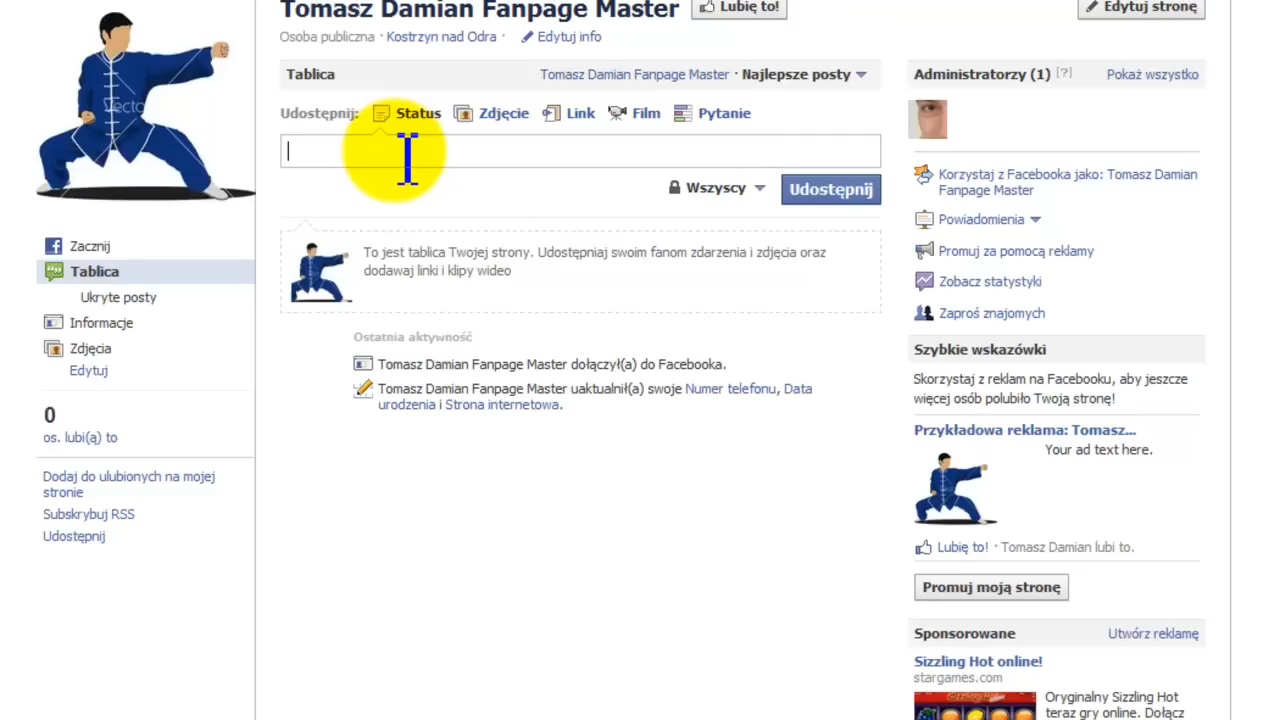 Tomasz Damian Fanpage Master
Lubię to!
Edytuj stronę
Osoba publiczna · Kostrzyn nad Odra · Edytuj info
Tablica
Tomasz Damian Fanpage Master · Najlepsze posty
Administratorzy (1) [?]
Pokaż wszystko
Udostępnij: Status Zdjęcie Link Film Pytanie
Wszyscy
Udostępnij
Vecto
To jest tablica Twojej strony. Udostępniaj swoim fanom zdarzenia i zdjęcia oraz
dodawaj linki i klipy wideo
Ostatnia aktywność
Tomasz Damian Fanpage Master dołączył(a) do Facebooka.
Tomasz Damian Fanpage Master uaktualnił(a) swoje Numer telefonu, Data
urodzenia i Strona internetowa.
Zacznij
Tablica
Ukryte posty
Informacje
Zdjęcia
Edytuj
0
os. lubi(ą) to
Dodaj do ulubionych na mojej
stronie
Subskrybuj RSS
Udostępnij
Korzystaj z Facebooka jako: Tomasz Damian
Fanpage Master
Powiadomienia
Promuj za pomocą reklamy
Zobacz statystyki
Zaproś znajomych
Szybkie wskazówki
Skorzystaj z reklam na Facebooku, aby jeszcze
więcej osób polubiło Twoją stronę!
Przykładowa reklama: Tomasz...
Your ad text here.
Lubię to! · Tomasz Damian lubi to.
Promuj moją stronę
Sponsorowane
Utwórz reklamę
Sizzling Hot online!
stargames.com
Oryginalny Sizzling Hot
teraz gry online. Dołącz